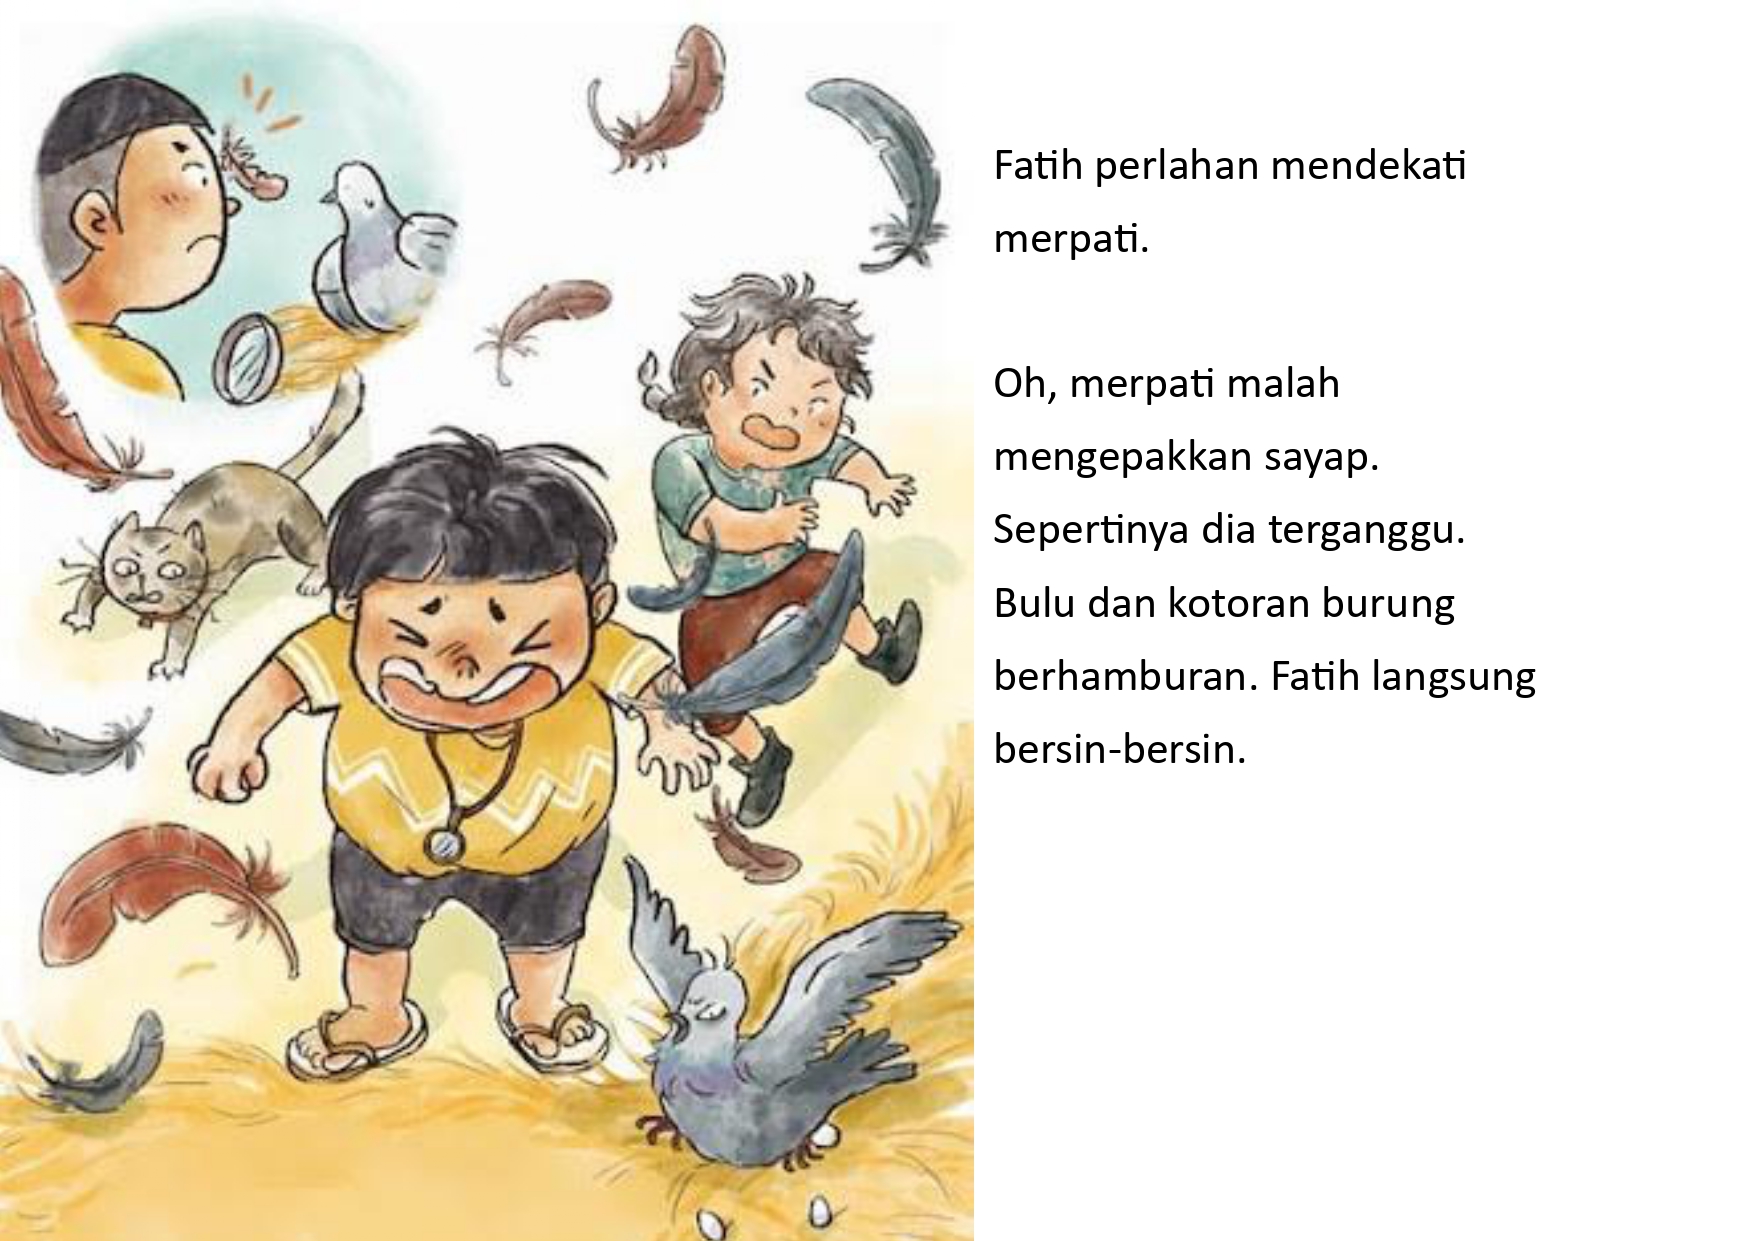 Fatih perlahan mendekati
merpati.
Oh, merpati malah
mengepakkan sayap.
Sepertinya dia terganggu.
Bulu dan kotoran burung
berhamburan. Fatih langsung
bersin-bersin.